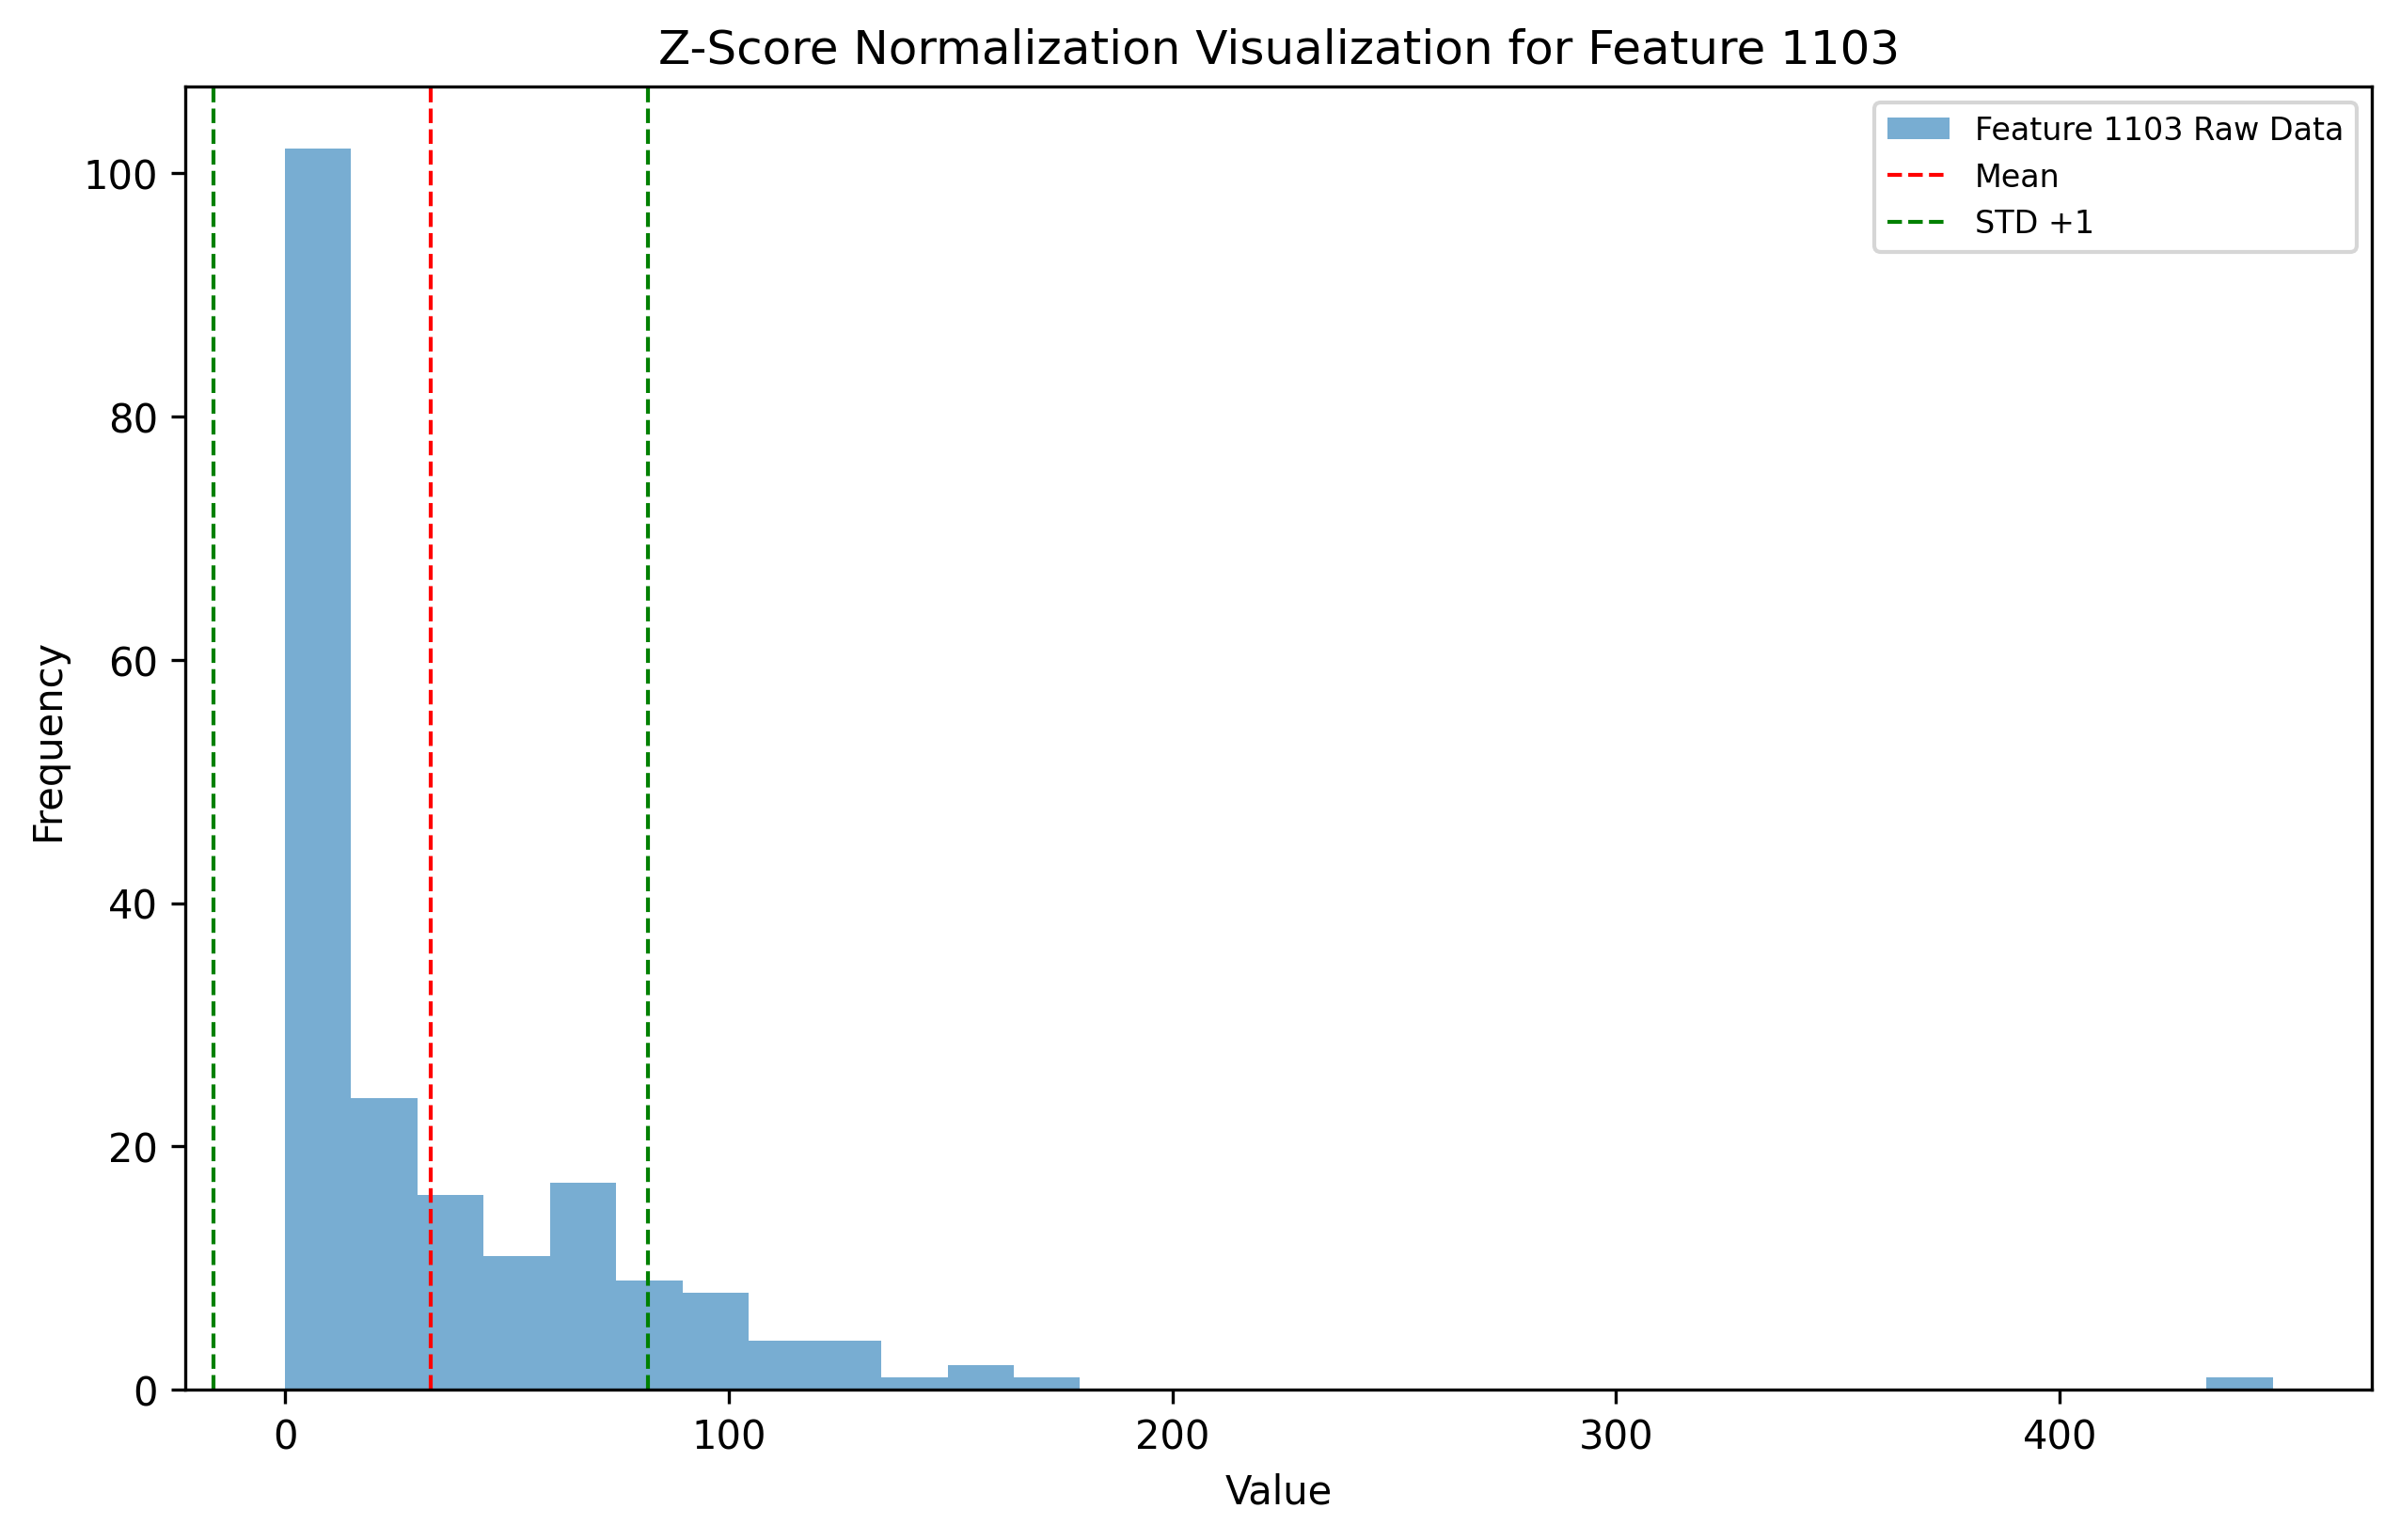 Z-Score Normalization Visualization for Feature 1103
Feature 1103 Raw Data
Mean
STD +1
100
80
60
40
20
0
Frequency
0 100 200 300 400
Value